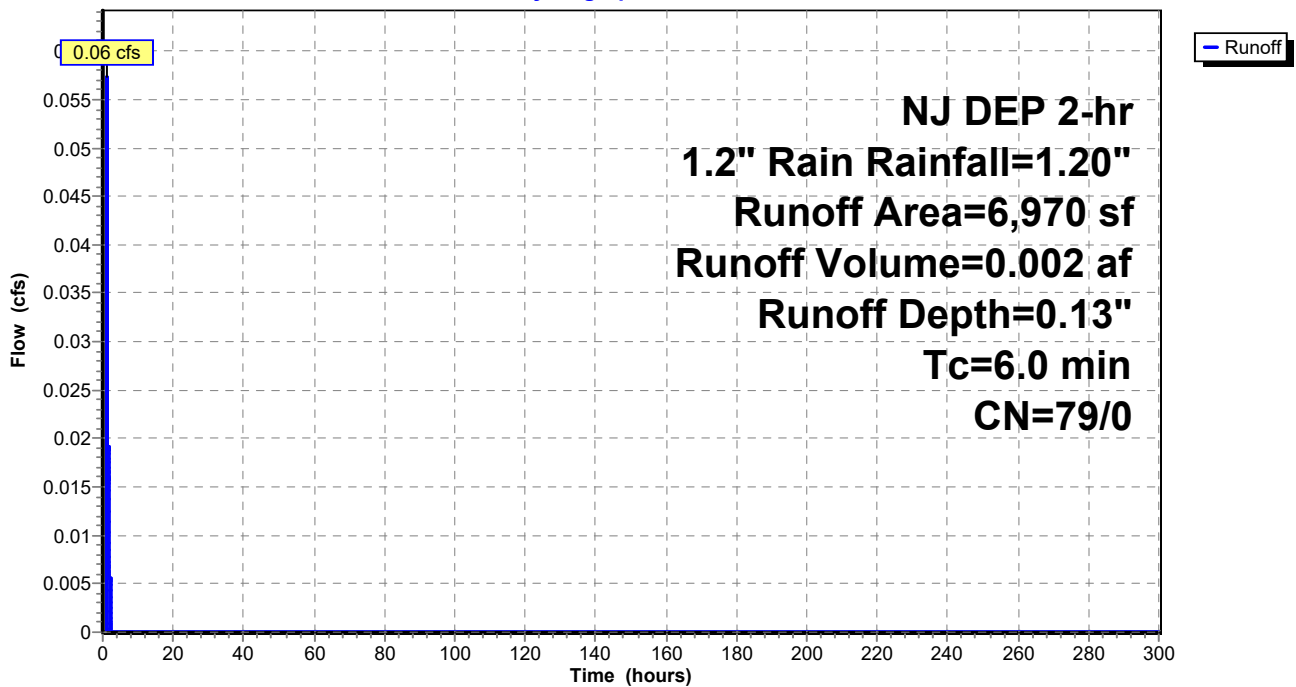 0.06 cfs
Runoff
0.055
0.05
0.045
0.04
0.035
0.03
0.025
0.02
0.015
0.01
0.005
0
Flow (cfs)
NJ DEP 2-hr
1.2" Rain Rainfall=1.20"
Runoff Area=6,970 sf
Runoff Volume=0.002 af
Runoff Depth=0.13"
Tc=6.0 min
CN=79/0
0 20 40 60 80 100 120 140 160 180 200 220 240 260 280 300
Time (hours)